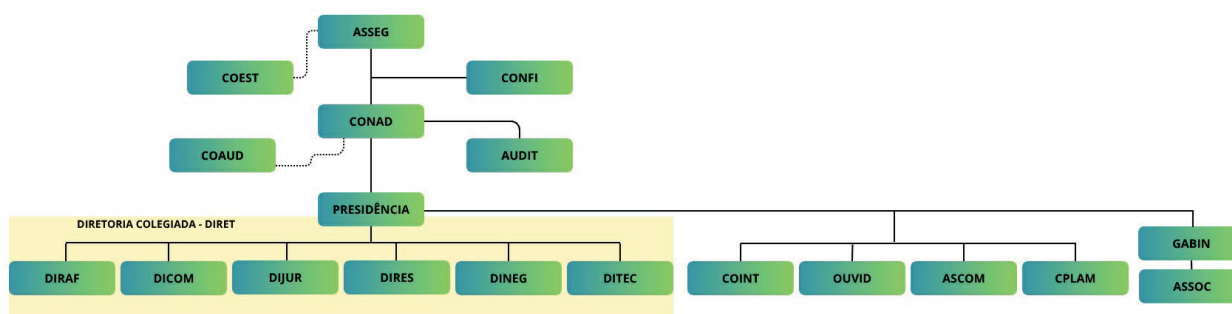 ASSEG
COEST
CONFI
CONAD
COAUD
AUDIT
PRESIDÊNCIA
DIRETORIA COLEGIADA - DIRET
GABIN
DIRAF
DICOM
DIJUR
DIRES
DINEG
DITEC
COINT
OUVID
ASCOM
CPLAM
ASSOC